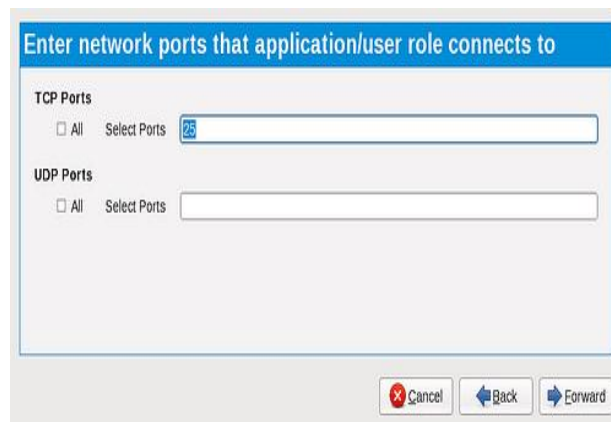 Enter network ports that application/user role connects to
TCP Ports
All Select Ports 25
UDP Ports
All Select Ports
Cancel Back Forward